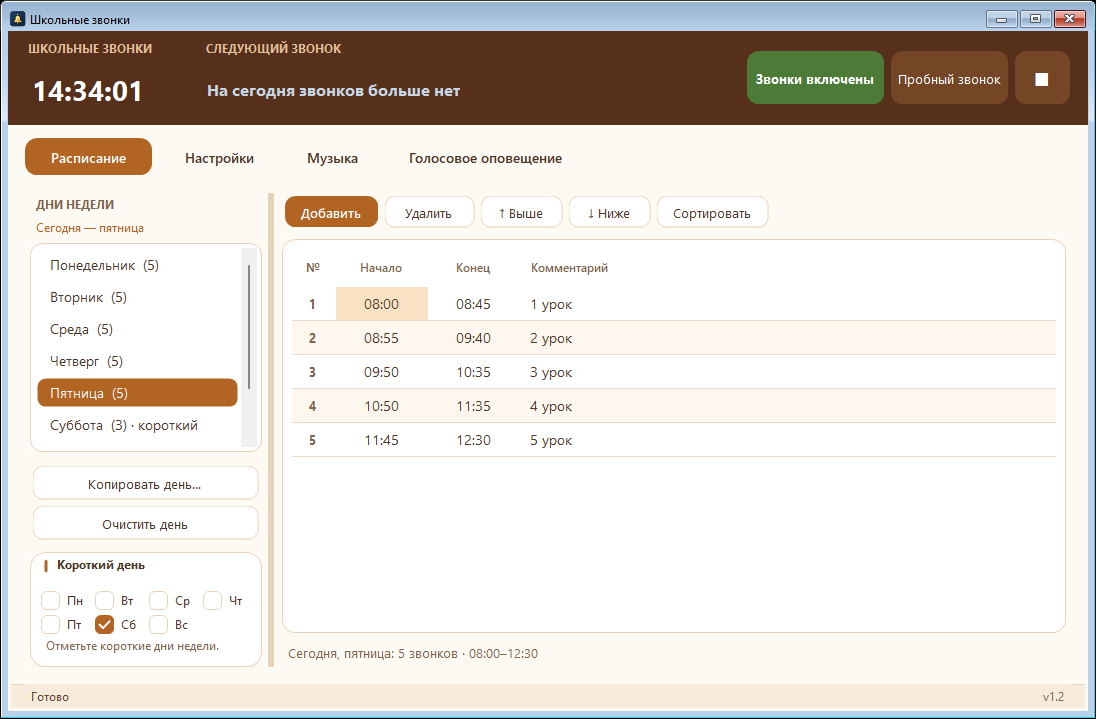 Школьные звонки
ШКОЛЬНЫЕ ЗВОНКИ
14:34:01
СЛЕДУЮЩИЙ ЗВОНОК
На сегодня звонков больше нет
Звонки включены
Пробный звонок
Расписание Настройки Музыка Голосовое оповещение
ДНИ НЕДЕЛИ
Сегодня — пятница
Понедельник (5)
Вторник (5)
Среда (5)
Четверг (5)
Пятница (5)
Суббота (3) · короткий
Копировать день...
Очистить день
Короткий день
Пн Вт Ср Чт
Пт Сб Вс
Отметьте короткие дни недели.
Добавить Удалить ↑ Выше ↓ Ниже Сортировать
№ Начало Конец Комментарий
1 08:00 08:45 1 урок
2 08:55 09:40 2 урок
3 09:50 10:35 3 урок
4 10:50 11:35 4 урок
5 11:45 12:30 5 урок
Сегодня, пятница: 5 звонков · 08:00–12:30
Готово
v1.2